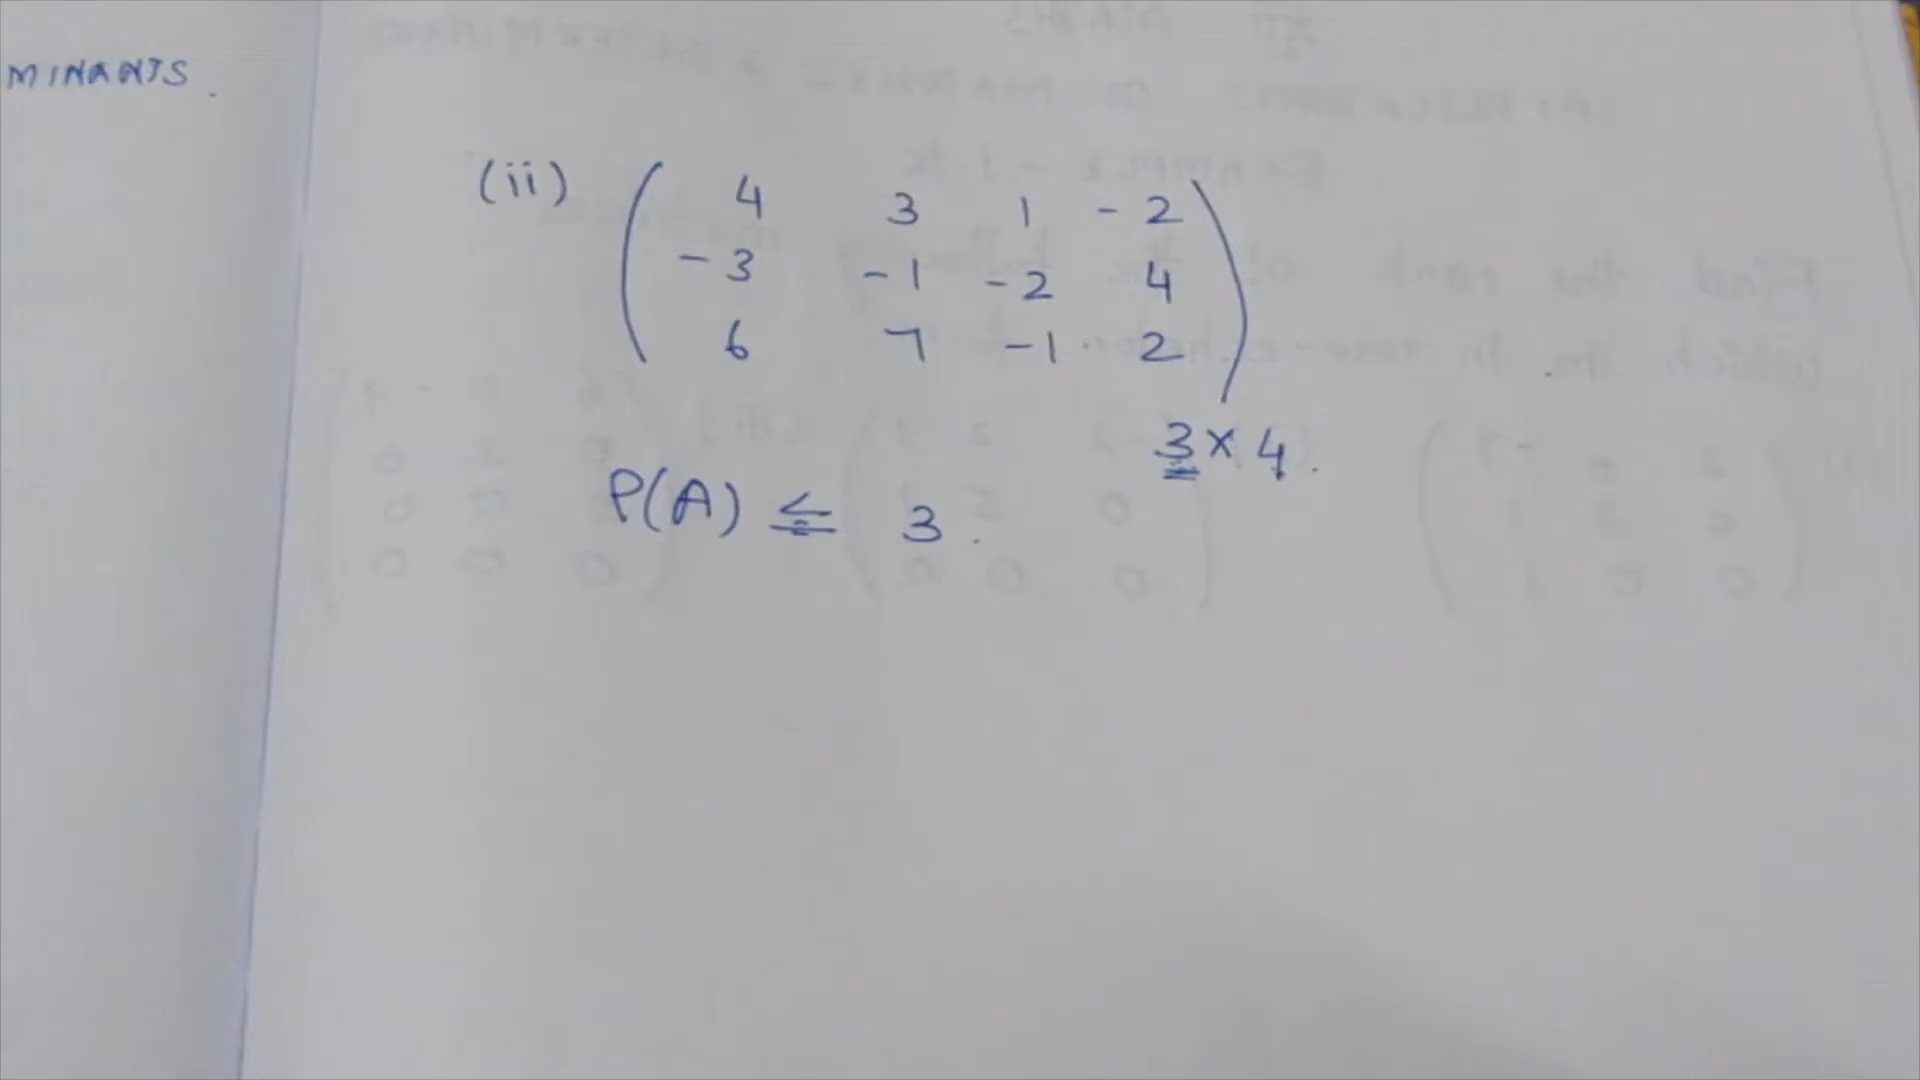 MINANTS.
(ii) 4 3 1 -2
-3 -1 -2 4
6 7 -1 2
3 × 4.
P(A) ≤ 3.